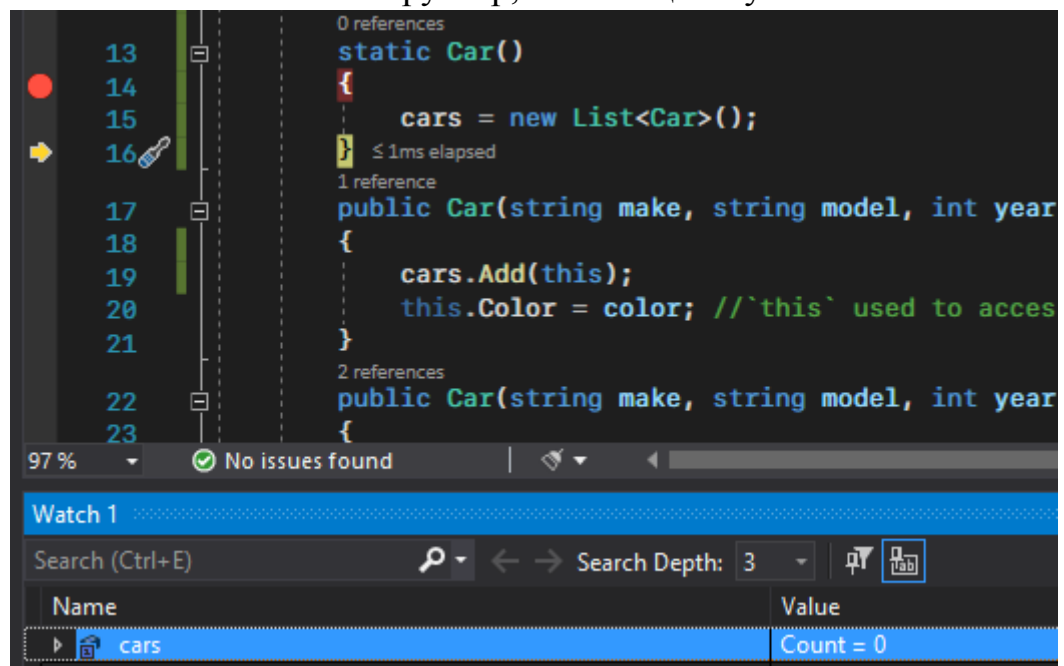 0 references
13 static Car()
14 {
15 cars = new List<Car>();
16 } ≤ 1ms elapsed
1 reference
17 public Car(string make, string model, int year
18 {
19 cars.Add(this);
20 this.Color = color; //`this` used to acces
21 }
2 references
22 public Car(string make, string model, int year
23 {
97 % No issues found
Watch 1
Search (Ctrl+E) Search Depth: 3
Name Value
cars Count = 0